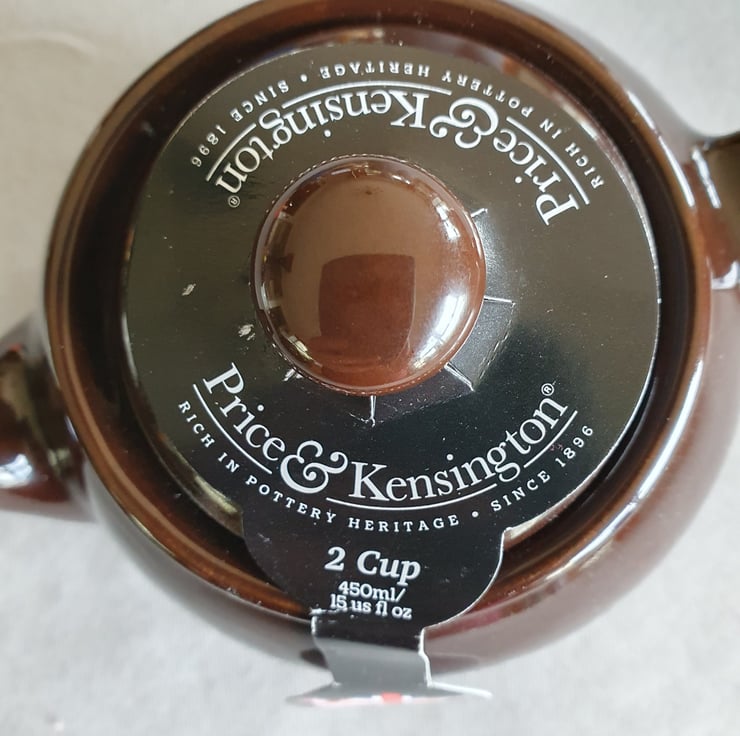 Price & Kensington®
RICH IN POTTERY HERITAGE • SINCE 1896
Price & Kensington®
RICH IN POTTERY HERITAGE • SINCE 1896
2 Cup
450ml/
15 us fl oz